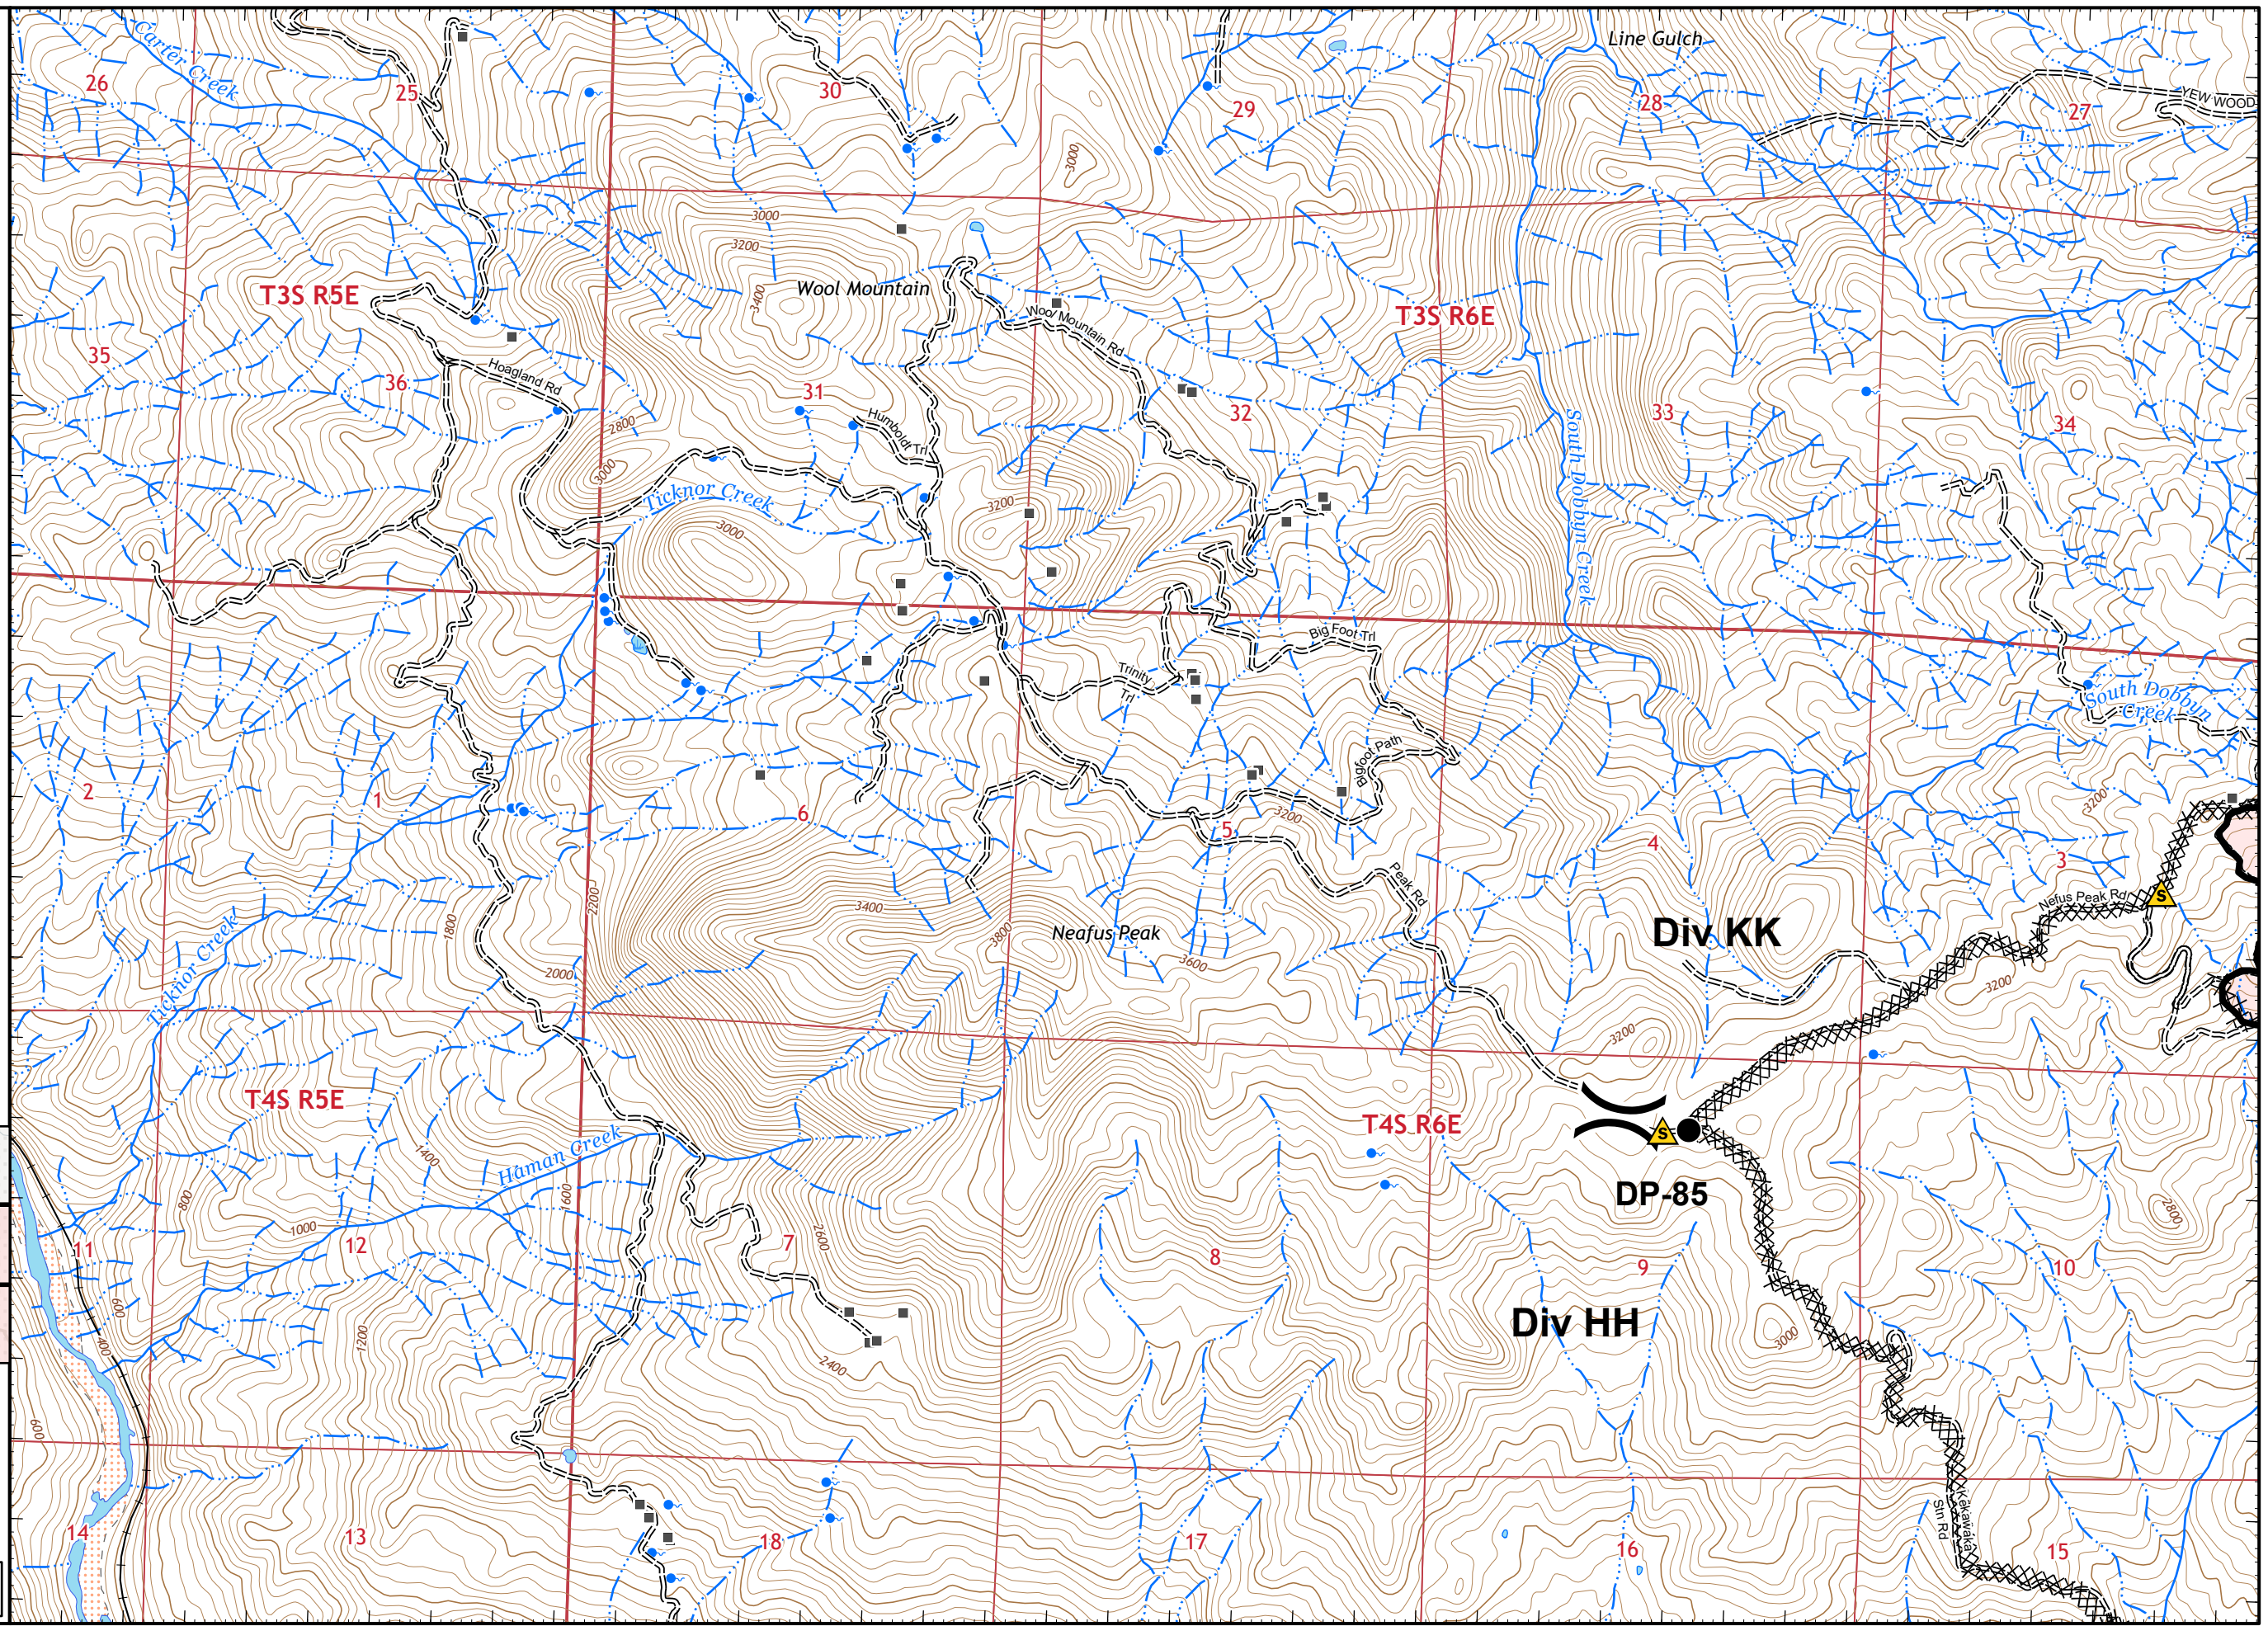 Line Gulch
Carter Creek
26
25
30
29
28
27
YEW WOOD
3000
3000
3200
3400
Wool Mountain
T3S R5E
T3S R6E
Wool Mountain Rd
35
36
Hoagland Rd
31
32
33
34
Humboldt Trl
2800
3000
Ticknor Creek
3000
3200
South Dobbyn Creek
Big Foot Trl
Trinity
Trl
South Dobbyn
Creek
Bigfoot Path
2
1
6
5
3200
4
3
3200
Peak Rd
Nefus Peak Rd
S
2200
1800
3400
3800
Neafus Peak
3600
Div KK
2000
3200
3200
Ticknor Creek
T4S R5E
T4S R6E
S
Haman Creek
1400
1600
800
1000
DP-85
2800
11
12
7
2600
8
9
10
600
400
1200
2400
Div HH
3000
600
14
13
18
17
16
15
Kekawaka
Stn Rd